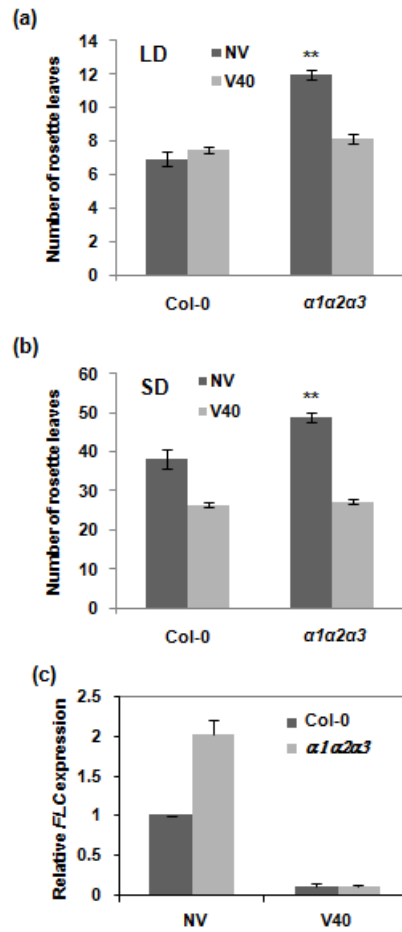 (a)
LD
NV
V40
**
Number of rosette leaves
14
12
10
8
6
4
2
0
Col-0
α1α2α3
(b)
SD
NV
V40
**
Number of rosette leaves
60
50
40
30
20
10
0
Col-0
α1α2α3
(c)
Col-0
α1α2α3
Relative FLC expression
2.5
2
1.5
1
0.5
0
NV
V40